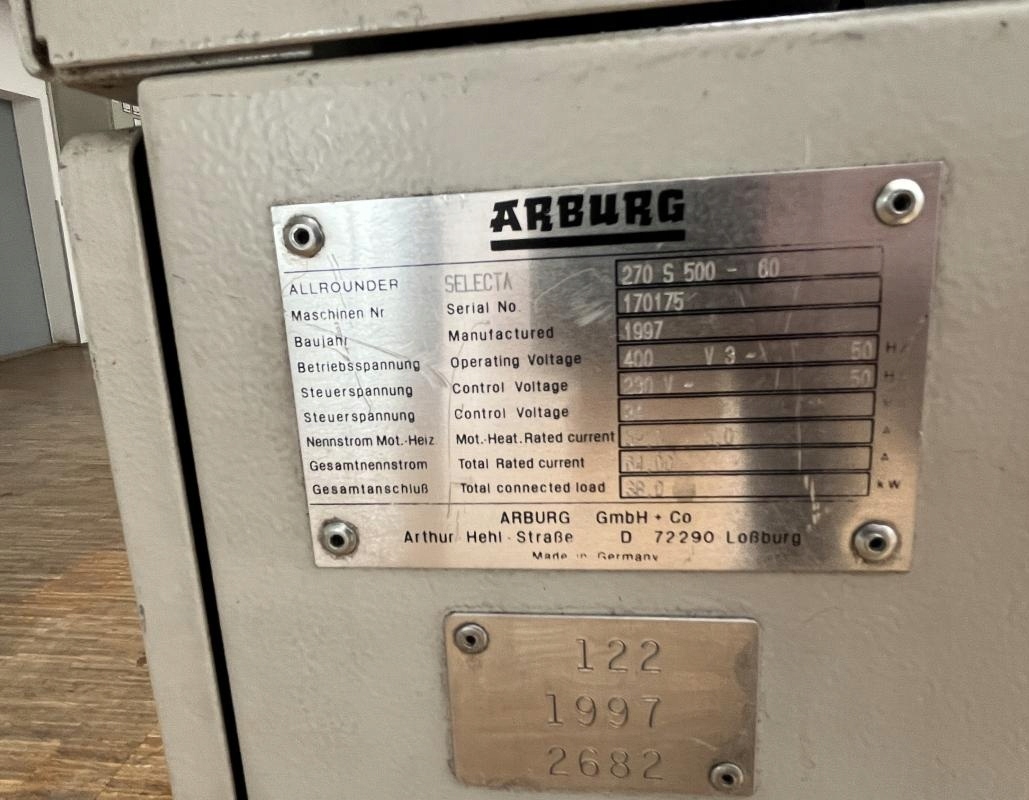 ARBURG
ALLROUNDER SELECTA 270 S 500 - 60
Maschinen Nr Serial No. 170175
Baujahr Manufactured 1997
Betriebsspannung Operating Voltage 400 V 3 ~ 50 Hz
Steuerspannung Control Voltage 230 V ~ 50 Hz
Steuerspannung Control Voltage V
Nennstrom Mot.-Heiz Mot.-Heat. Rated current A
Gesamtnennstrom Total Rated current A
Gesamtanschluß Total connected load kW
ARBURG GmbH + Co
Arthur Hehl - Straße D 72290 Loßburg
Made in Germany
122
1997
2682